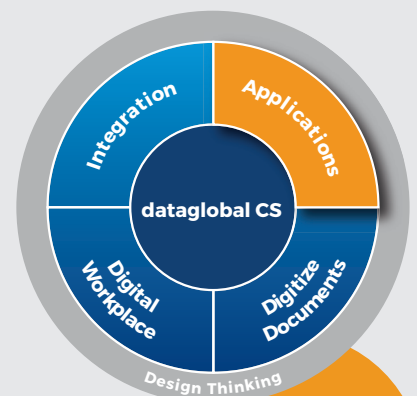 Integration
Applications
dataglobal CS
Digital
Workplace
Digitize
Documents
Design Thinking